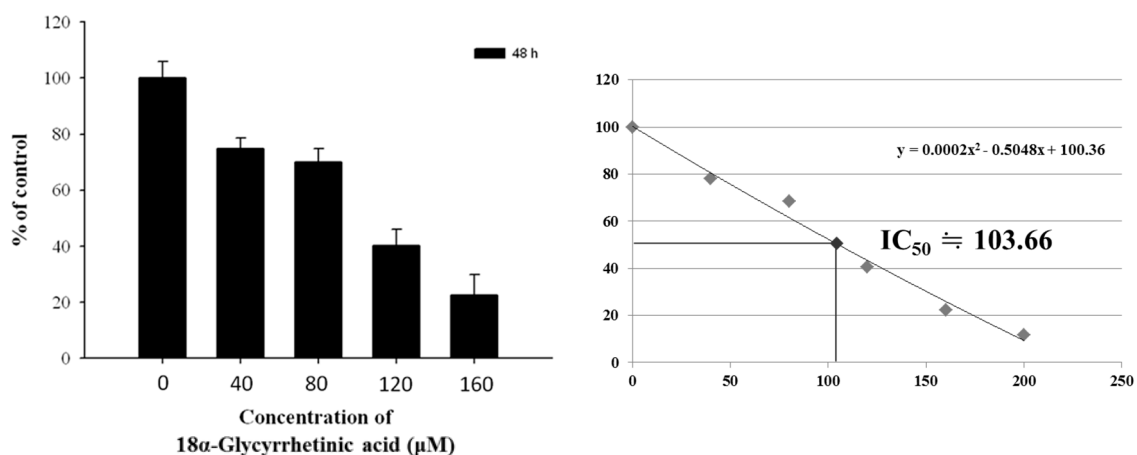 120
100
80
60
40
20
0
% of control
48 h
0 40 80 120 160
Concentration of
18α-Glycyrrhetinic acid (μM)
120
100
80
60
40
20
0
y = 0.0002x² - 0.5048x + 100.36
IC₅₀ ≒ 103.66
0 50 100 150 200 250